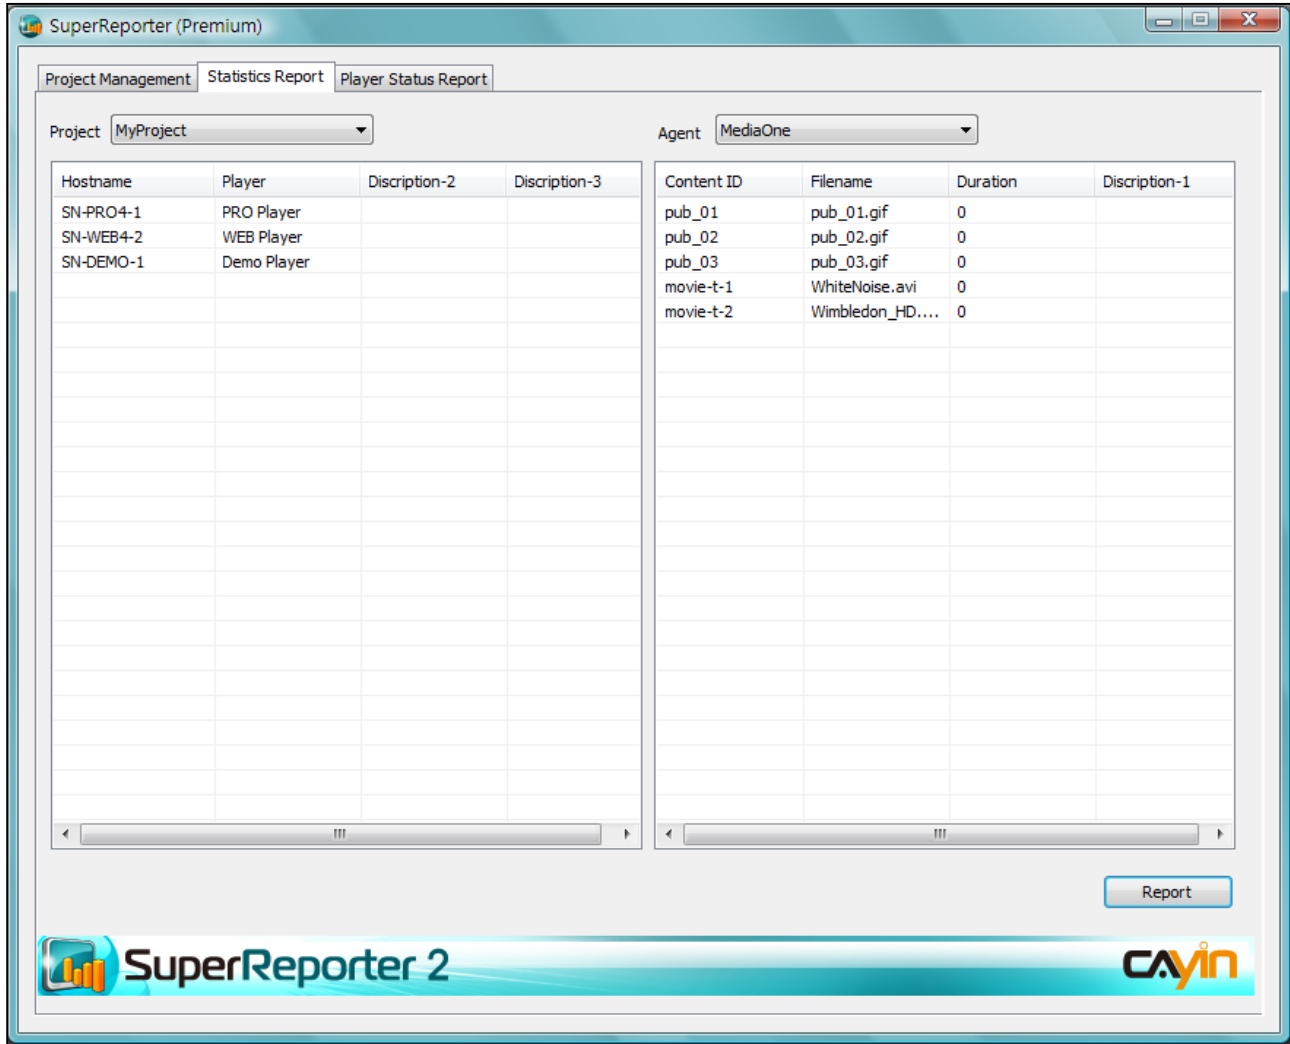 SuperReporter (Premium)
Project Management Statistics Report Player Status Report
Project MyProject
Agent MediaOne
Hostname Player Discription-2 Discription-3
SN-PRO4-1 PRO Player
SN-WEB4-2 WEB Player
SN-DEMO-1 Demo Player
Content ID Filename Duration Discription-1
pub_01 pub_01.gif 0
pub_02 pub_02.gif 0
pub_03 pub_03.gif 0
movie-t-1 WhiteNoise.avi 0
movie-t-2 Wimbledon_HD.... 0
Report
SuperReporter 2
CAYIN